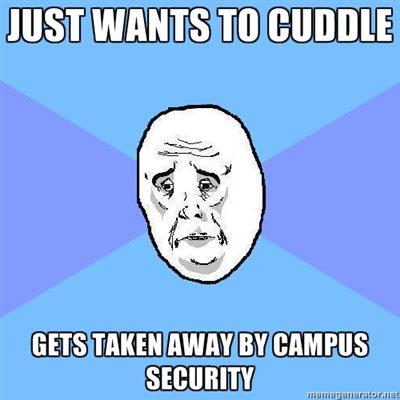 JUST WANTS TO CUDDLE
GETS TAKEN AWAY BY CAMPUS
SECURITY
memegenerator.net